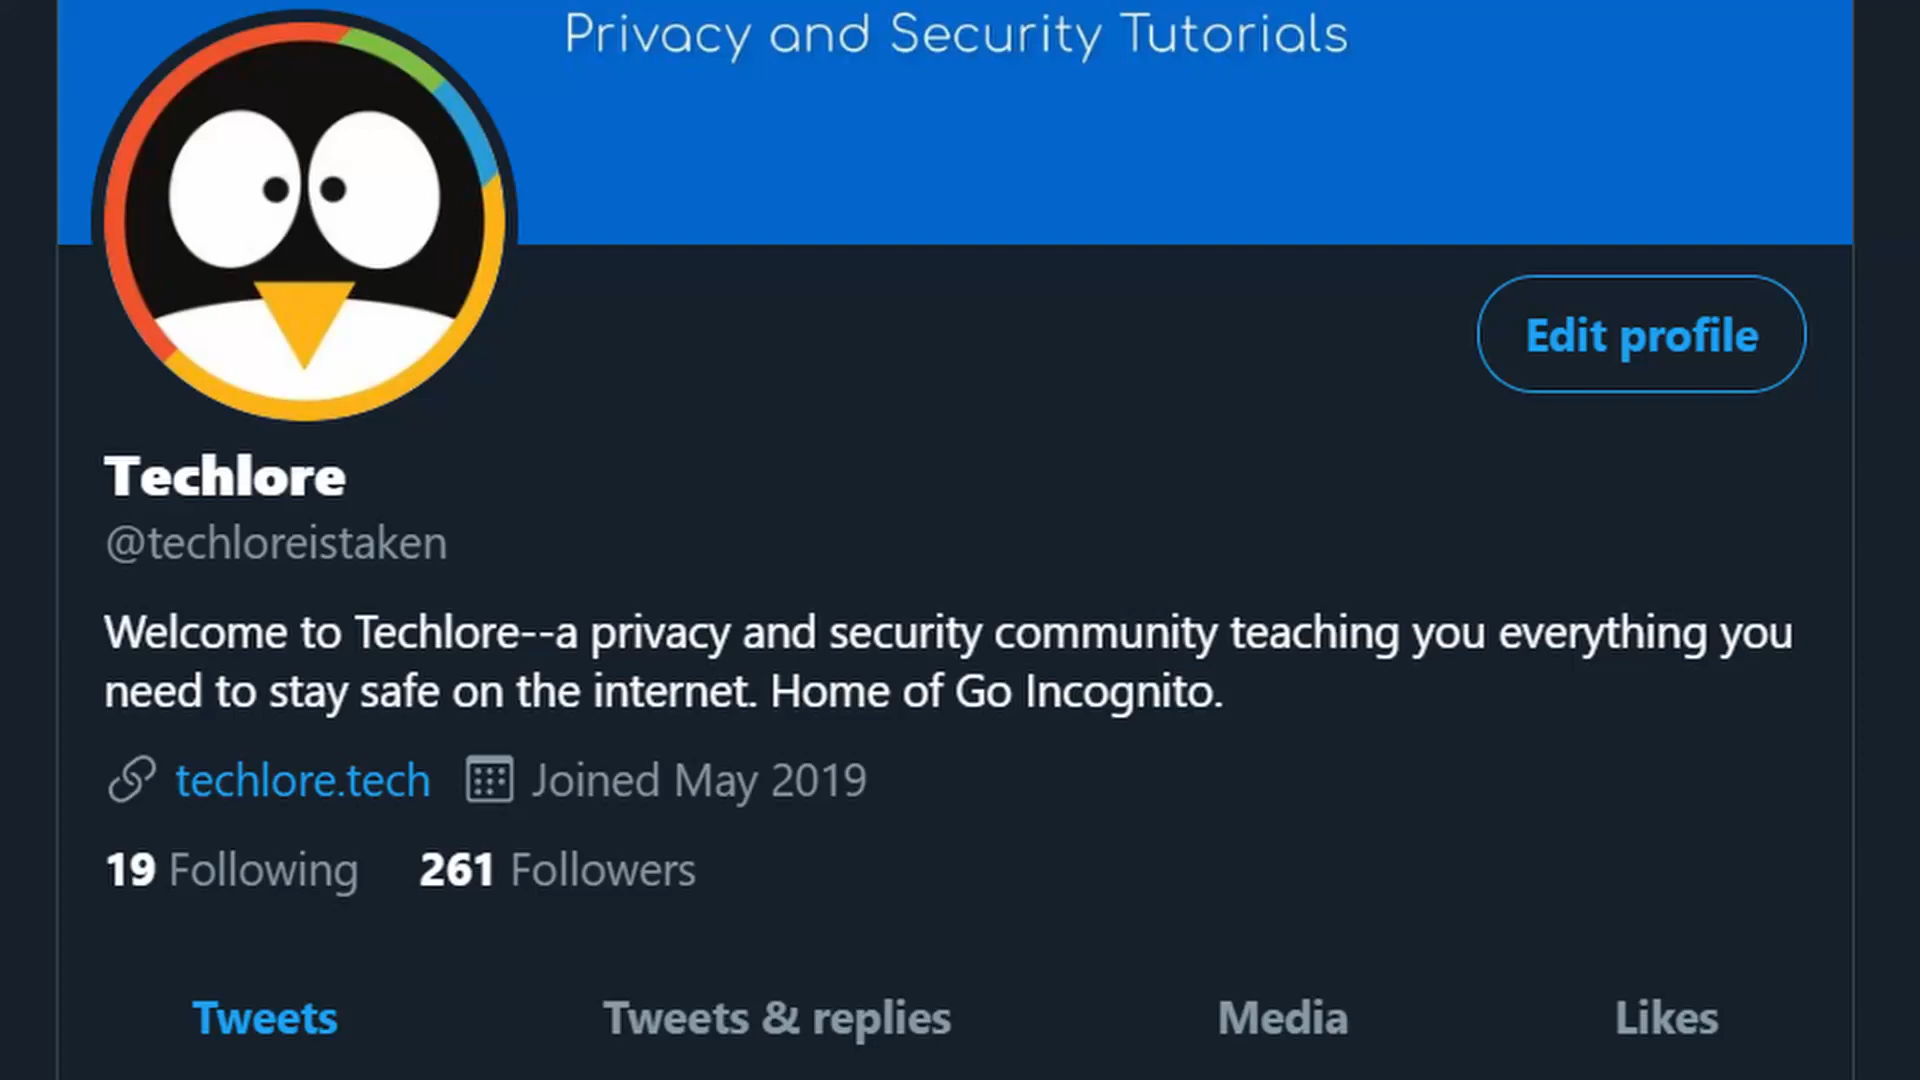 Privacy and Security Tutorials
Edit profile
Techlore
@techloreistaken
Welcome to Techlore--a privacy and security community teaching you everything you
need to stay safe on the internet. Home of Go Incognito.
techlore.tech Joined May 2019
19 Following 261 Followers
Tweets Tweets & replies Media Likes